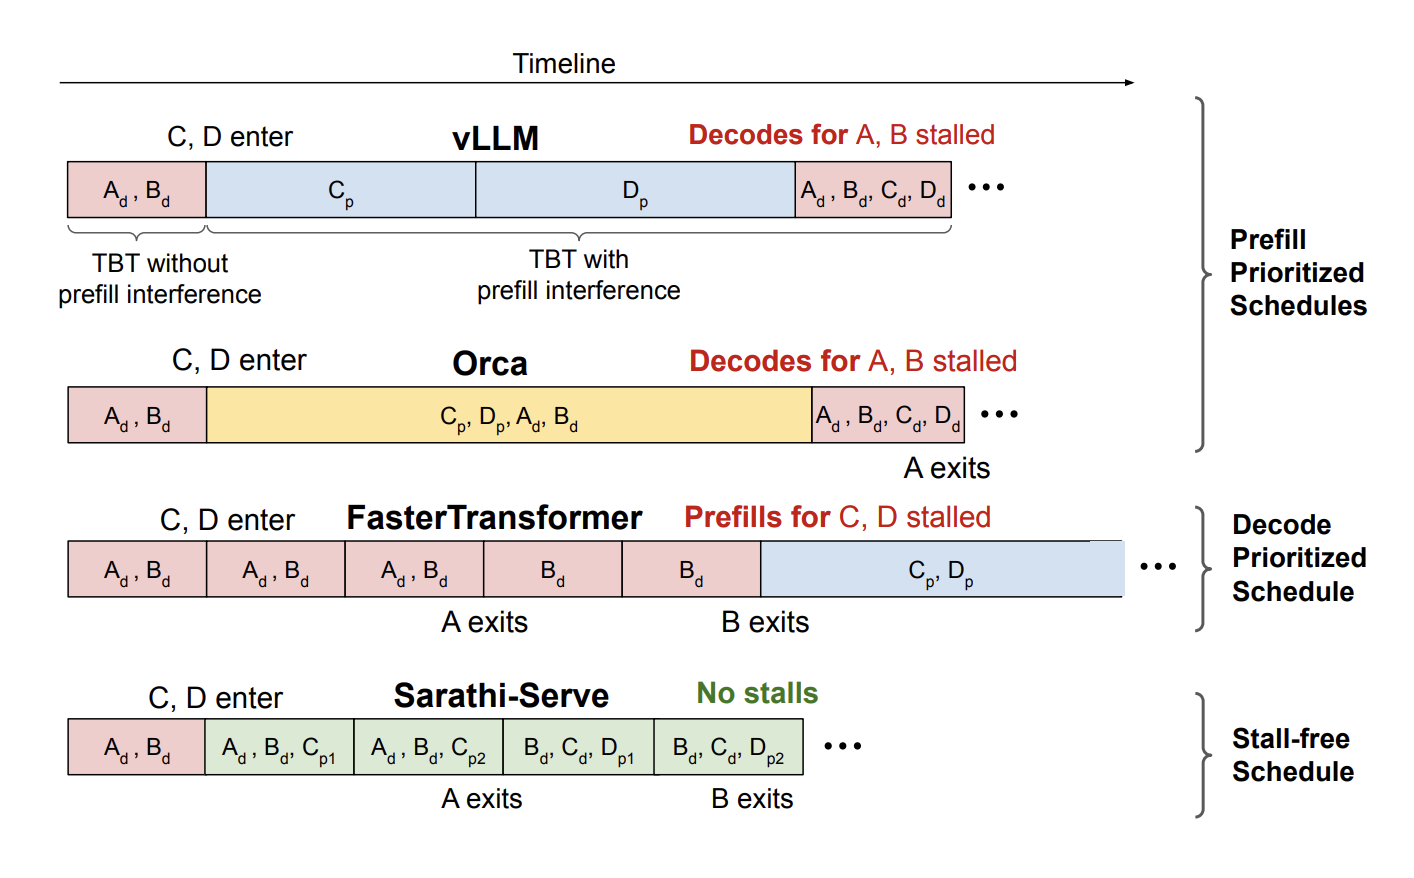 Timeline
C, D enter
vLLM
Decodes for A, B stalled
Ad , Bd
Cp
Dp
Ad , Bd, Cd, Dd
•••
TBT without
prefill interference
TBT with
prefill interference
Prefill
Prioritized
Schedules
C, D enter
Orca
Decodes for A, B stalled
Ad , Bd
Cp, Dp, Ad, Bd
Ad , Bd, Cd, Dd
•••
A exits
C, D enter
FasterTransformer
Prefills for C, D stalled
Ad , Bd
Ad , Bd
Ad , Bd
Bd
Bd
Cp, Dp
•••
A exits
B exits
Decode
Prioritized
Schedule
C, D enter
Sarathi-Serve
No stalls
Ad , Bd
Ad , Bd, Cp1
Ad , Bd, Cp2
Bd, Cd, Dp1
Bd, Cd, Dp2
•••
A exits
B exits
Stall-free
Schedule